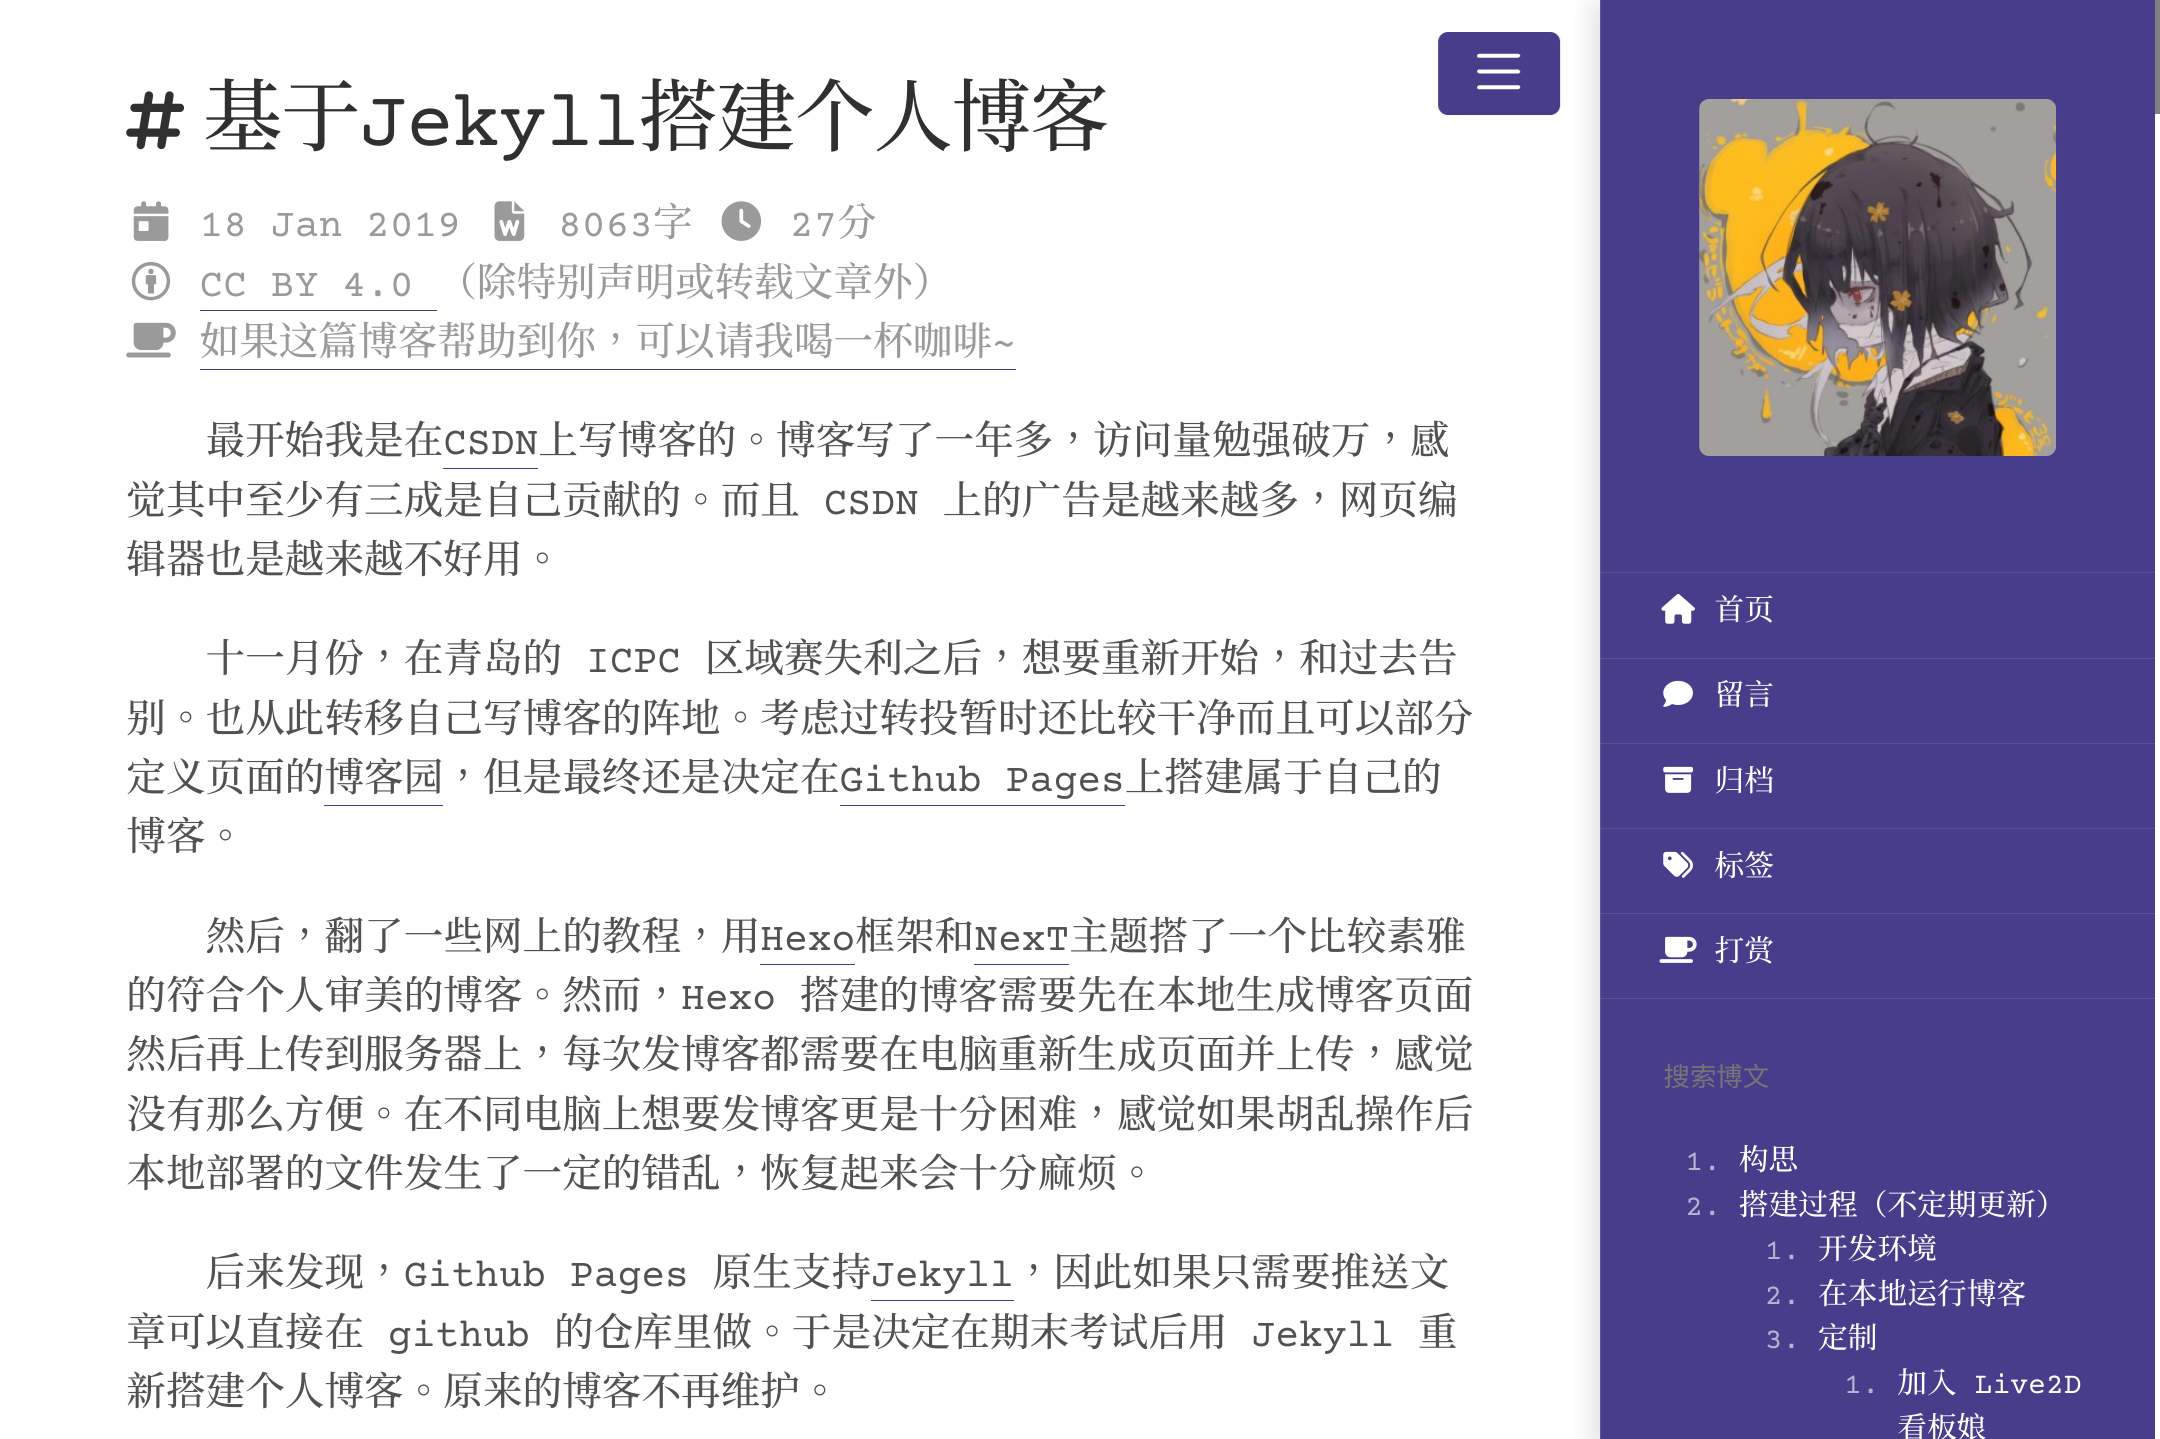 # 基于Jekyll搭建个人博客
18 Jan 2019 8063字 27分
CC BY 4.0 （除特别声明或转载文章外）
如果这篇博客帮助到你，可以请我喝一杯咖啡~
最开始我是在CSDN上写博客的。博客写了一年多，访问量勉强破万，感
觉其中至少有三成是自己贡献的。而且 CSDN 上的广告是越来越多，网页编
辑器也是越来越不好用。
十一月份，在青岛的 ICPC 区域赛失利之后，想要重新开始，和过去告
别。也从此转移自己写博客的阵地。考虑过转投暂时还比较干净而且可以部分
定义页面的博客园，但是最终还是决定在Github Pages上搭建属于自己的
博客。
然后，翻了一些网上的教程，用Hexo框架和NexT主题搭了一个比较素雅
的符合个人审美的博客。然而，Hexo 搭建的博客需要先在本地生成博客页面
然后再上传到服务器上，每次发博客都需要在电脑重新生成页面并上传，感觉
没有那么方便。在不同电脑上想要发博客更是十分困难，感觉如果胡乱操作后
本地部署的文件发生了一定的错乱，恢复起来会十分麻烦。
后来发现，Github Pages 原生支持Jekyll，因此如果只需要推送文
章可以直接在 github 的仓库里做。于是决定在期末考试后用 Jekyll 重
新搭建个人博客。原来的博客不再维护。
首页
留言
归档
标签
打赏
搜索博文
1. 构思
2. 搭建过程（不定期更新）
1. 开发环境
2. 在本地运行博客
3. 定制
1. 加入 Live2D
看板娘